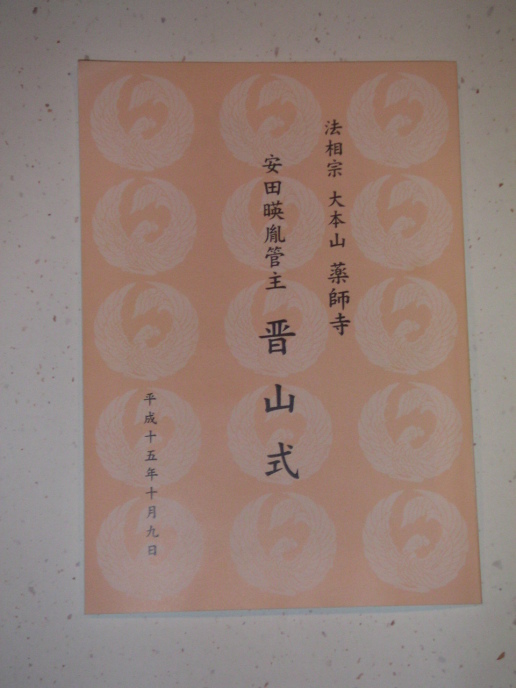 法相宗 大本山 薬師寺
安田暎胤管主 晋山式
平成十五年十月九日